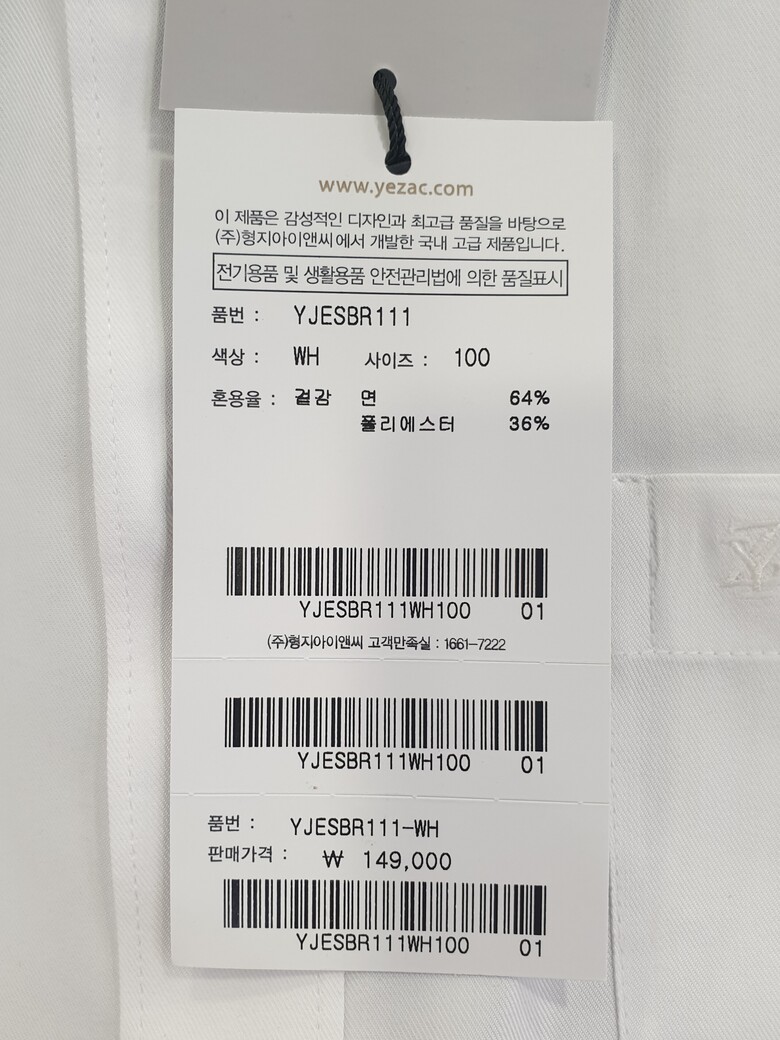 www.yezac.com
이 제품은 감성적인 디자인과 최고급 품질을 바탕으로
(주)형지아이앤씨에서 개발한 국내 고급 제품입니다.
전기용품 및 생활용품 안전관리법에 의한 품질표시
품번 : YJESBR111
색상 : WH 사이즈 : 100
혼용율 : 겉감 면 64%
폴리에스터 36%
YJESBR111WH100 01
(주)형지아이앤씨 고객만족실 : 1661-7222
YJESBR111WH100 01
품번 : YJESBR111-WH
판매가격 : ₩ 149,000
YJESBR111WH100 01
Y